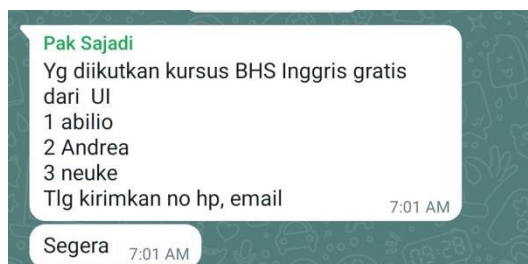 Pak Sajadi
Yg diikutkan kursus BHS Inggris gratis
dari UI
1 abilio
2 Andrea
3 neuke
Tlg kirimkan no hp, email
7:01 AM
Segera
7:01 AM